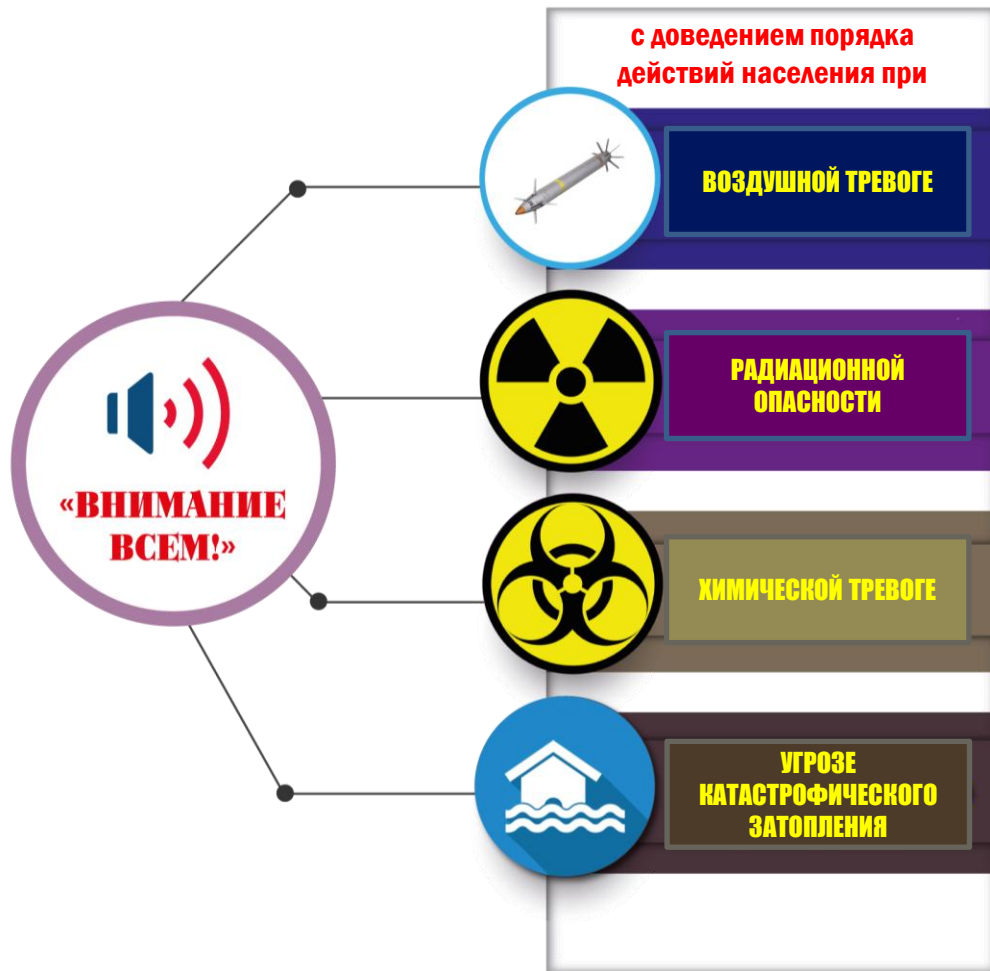 с доведением порядка
действий населения при
ВОЗДУШНОЙ ТРЕВОГЕ
РАДИАЦИОННОЙ
ОПАСНОСТИ
«ВНИМАНИЕ
ВСЕМ!»
ХИМИЧЕСКОЙ ТРЕВОГЕ
УГРОЗЕ
КАТАСТРОФИЧЕСКОГО
ЗАТОПЛЕНИЯ